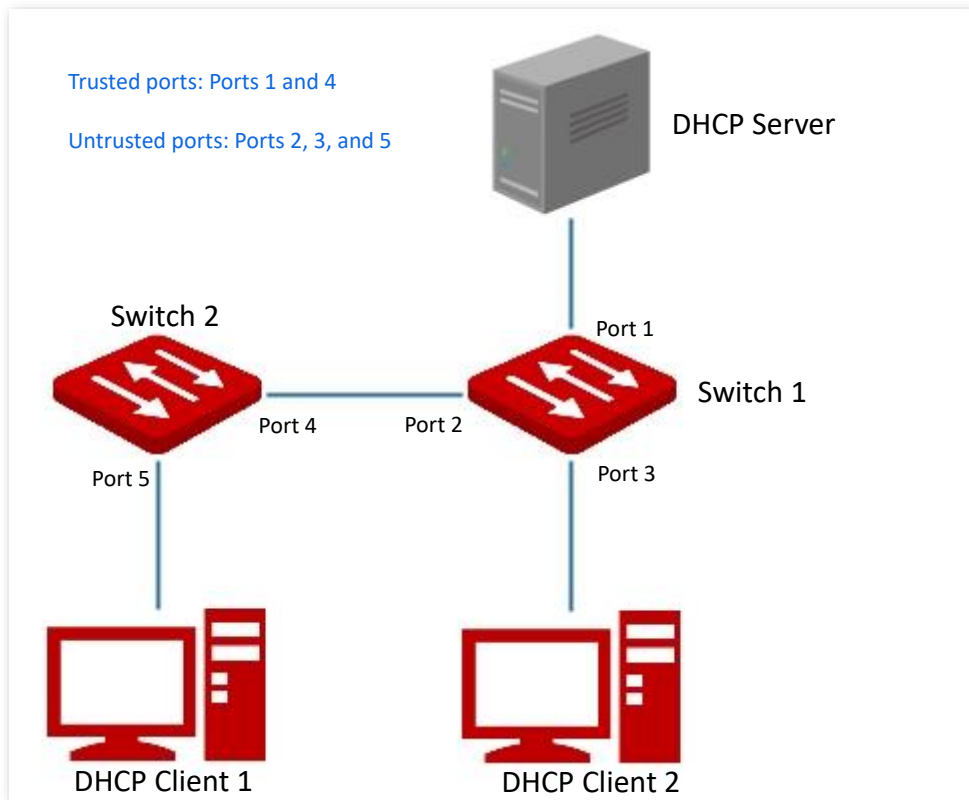 Trusted ports: Ports 1 and 4
Untrusted ports: Ports 2, 3, and 5
DHCP Server
Switch 2
Port 1
Switch 1
Port 4
Port 2
Port 5
Port 3
DHCP Client 1
DHCP Client 2